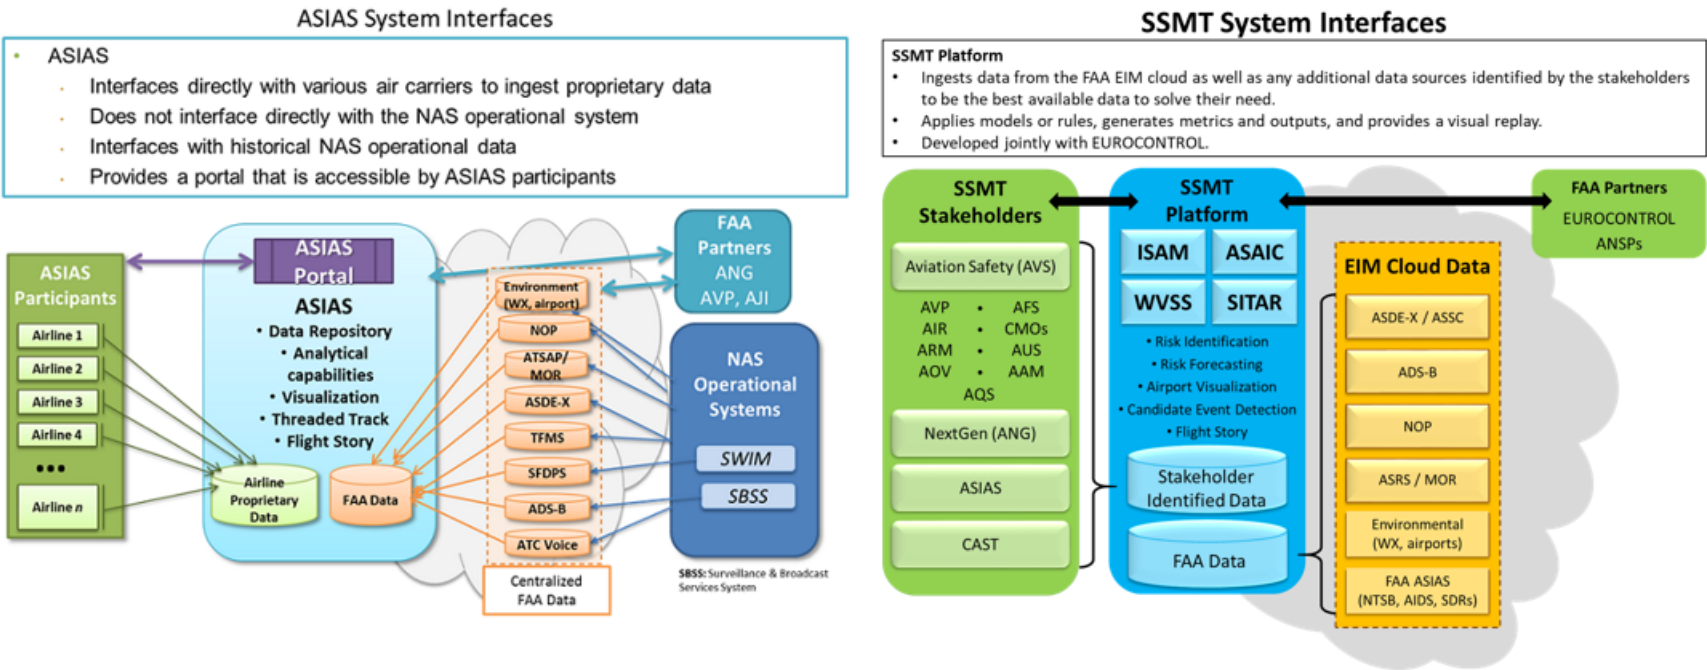 ASIAS System Interfaces
• ASIAS
Interfaces directly with various air carriers to ingest proprietary data
Does not interface directly with the NAS operational system
Interfaces with historical NAS operational data
Provides a portal that is accessible by ASIAS participants
ASIAS
Participants
Airline 1
Airline 2
Airline 3
Airline 4
•••
Airline n
ASIAS
Portal
ASIAS
• Data Repository
• Analytical
capabilities
• Visualization
• Threaded Track
• Flight Story
Airline
Proprietary
Data
FAA Data
Environment
(WX, airport)
NOP
ATSAP/
MOR
ASDE-X
TFMS
SFDPS
ADS-B
ATC Voice
Centralized
FAA Data
FAA
Partners
ANG
AVP, AJI
NAS
Operational
Systems
SWIM
SBSS
SBSS: Surveillance & Broadcast
Services System
SSMT System Interfaces
SSMT Platform
• Ingests data from the FAA EIM cloud as well as any additional data sources identified by the stakeholders
to be the best available data to solve their need.
• Applies models or rules, generates metrics and outputs, and provides a visual replay.
• Developed jointly with EUROCONTROL.
SSMT
Stakeholders
Aviation Safety (AVS)
AVP • AFS
AIR • CMOs
ARM • AUS
AOV • AAM
AQS
NextGen (ANG)
ASIAS
CAST
SSMT
Platform
ISAM ASAIC
WVSS SITAR
• Risk Identification
• Risk Forecasting
• Airport Visualization
• Candidate Event Detection
• Flight Story
Stakeholder
Identified Data
FAA Data
EIM Cloud Data
ASDE-X / ASSC
ADS-B
NOP
ASRS / MOR
Environmental
(WX, airports)
FAA ASIAS
(NTSB, AIDS, SDRs)
FAA Partners
EUROCONTROL
ANSPs